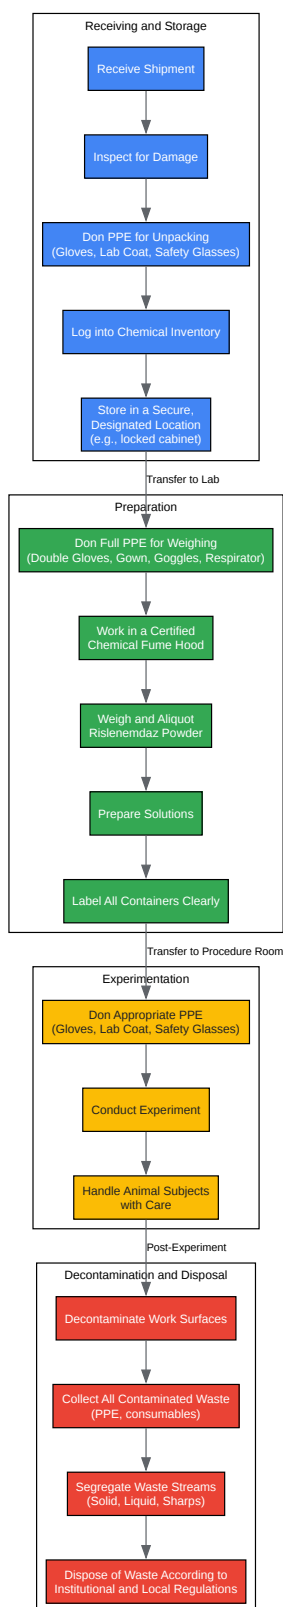 Receiving and Storage
Receive Shipment
Inspect for Damage
Don PPE for Unpacking
(Gloves, Lab Coat, Safety Glasses)
Log into Chemical Inventory
Store in a Secure,
Designated Location
(e.g., locked cabinet)
Transfer to Lab
Preparation
Don Full PPE for Weighing
(Double Gloves, Gown, Goggles, Respirator)
Work in a Certified
Chemical Fume Hood
Weigh and Aliquot
Rislenemdaz Powder
Prepare Solutions
Label All Containers Clearly
Transfer to Procedure Room
Experimentation
Don Appropriate PPE
(Gloves, Lab Coat, Safety Glasses)
Conduct Experiment
Handle Animal Subjects
with Care
Post-Experiment
Decontamination and Disposal
Decontaminate Work Surfaces
Collect All Contaminated Waste
(PPE, consumables)
Segregate Waste Streams
(Solid, Liquid, Sharps)
Dispose of Waste According to
Institutional and Local Regulations